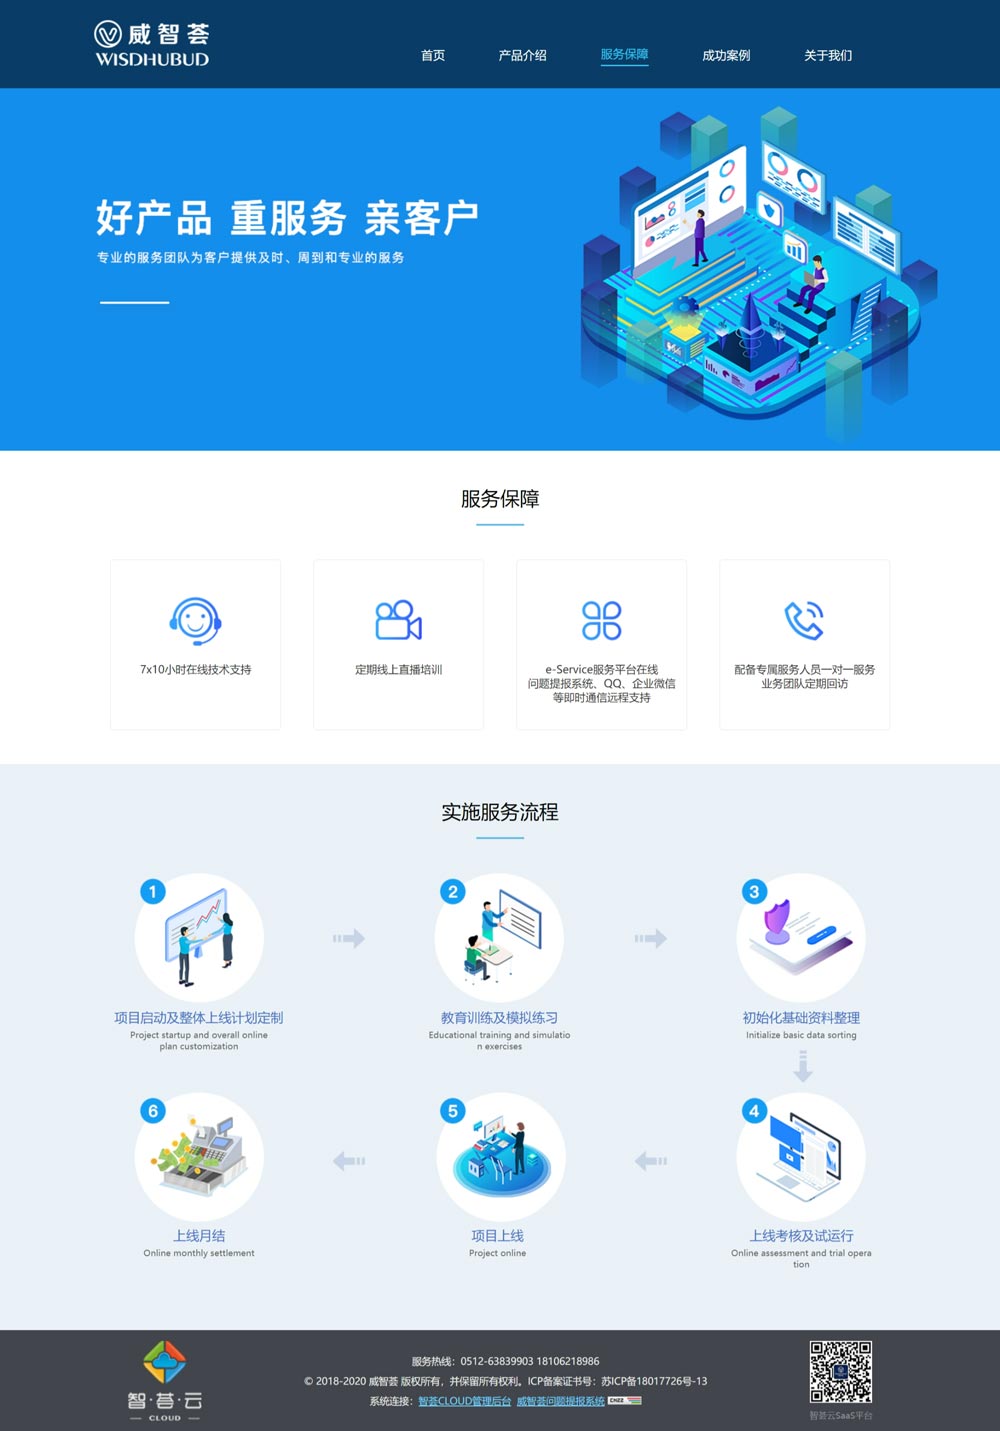 威智荟
WISDHUBUD
首页
产品介绍
服务保障
成功案例
关于我们
好产品 重服务 亲客户
专业的服务团队为客户提供及时、周到和专业的服务
服务保障
7x10小时在线技术支持
定期线上直播培训
e-Service服务平台在线
问题提报系统、QQ、企业微信
等即时通信远程支持
配备专属服务人员一对一服务
业务团队定期回访
实施服务流程
1
项目启动及整体上线计划定制
Project startup and overall online
plan customization
2
教育训练及模拟练习
Educational training and simulatio
n exercises
3
初始化基础资料整理
Initialize basic data sorting
6
上线月结
Online monthly settlement
5
项目上线
Project online
4
上线考核及试运行
Online assessment and trial opera
tion
智·荟·云
CLOUD
服务热线：0512-63839903 18106218986
© 2018-2020 威智荟 版权所有，并保留所有权利。ICP备案证书号：苏ICP备18017726号-13
系统连接：智荟CLOUD管理后台 威智荟问题提报系统 CNZZ
智荟云SaaS平台